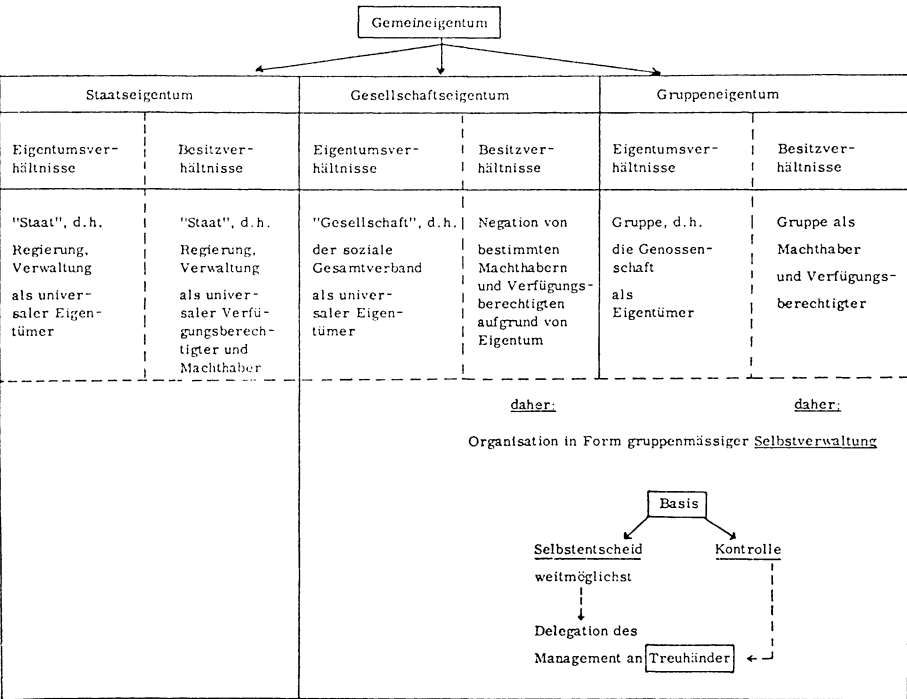 Gemeineigentum
Staatseigentum
Gesellschaftseigentum
Gruppeneigentum
Eigentumsver-
hältnisse
Besitzver-
hältnisse
Eigentumsver-
hältnisse
Besitzver-
hältnisse
Eigentumsver-
hältnisse
Besitzver-
hältnisse
"Staat", d.h.
Regierung,
Verwaltung
als univer-
saler Eigen-
tümer
"Staat", d.h.
Regierung,
Verwaltung
als univer-
saler Verfü-
gungsberech-
tigter und
Machthaber
"Gesellschaft", d.h.
der soziale
Gesamtverband
als univer-
saler Eigen-
tümer
Negation von
bestimmten
Machthabern
und Verfügungs-
berechtigten
aufgrund von
Eigentum
Gruppe, d.h.
die Genossen-
schaft
als
Eigentümer
Gruppe als
Machthaber
und Verfügungs-
berechtigter
daher:
daher:
Organisation in Form gruppenmässiger Selbstverwaltung
Basis
Selbstentscheid
weitmöglichst
Kontrolle
Delegation des
Management an Treuhänder